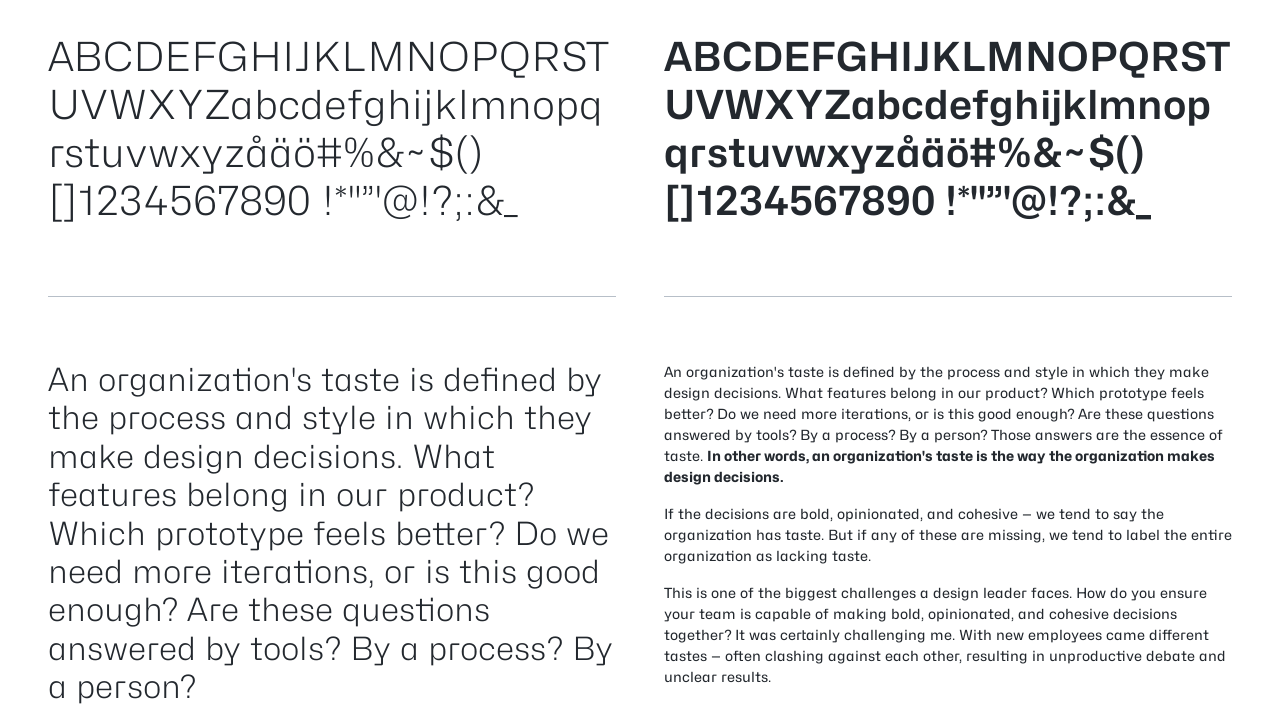 ABCDEFGHIJKLMNOPQRST
UVWXYZabcdefghijklmnopq
rstuvwxyzåäö#%&~$()
[]1234567890 !*"”'@!?;:&_
ABCDEFGHIJKLMNOPQRST
UVWXYZabcdefghijklmnop
qrstuvwxyzåäö#%&~$()
[]1234567890 !*"”'@!?;:&_
An organization's taste is defined by
the process and style in which they
make design decisions. What
features belong in our product?
Which prototype feels better? Do we
need more iterations, or is this good
enough? Are these questions
answered by tools? By a process? By
a person?
An organization's taste is defined by the process and style in which they make
design decisions. What features belong in our product? Which prototype feels
better? Do we need more iterations, or is this good enough? Are these questions
answered by tools? By a process? By a person? Those answers are the essence of
taste. In other words, an organization's taste is the way the organization makes
design decisions.
If the decisions are bold, opinionated, and cohesive – we tend to say the
organization has taste. But if any of these are missing, we tend to label the entire
organization as lacking taste.
This is one of the biggest challenges a design leader faces. How do you ensure
your team is capable of making bold, opinionated, and cohesive decisions
together? It was certainly challenging me. With new employees came different
tastes – often clashing against each other, resulting in unproductive debate and
unclear results.